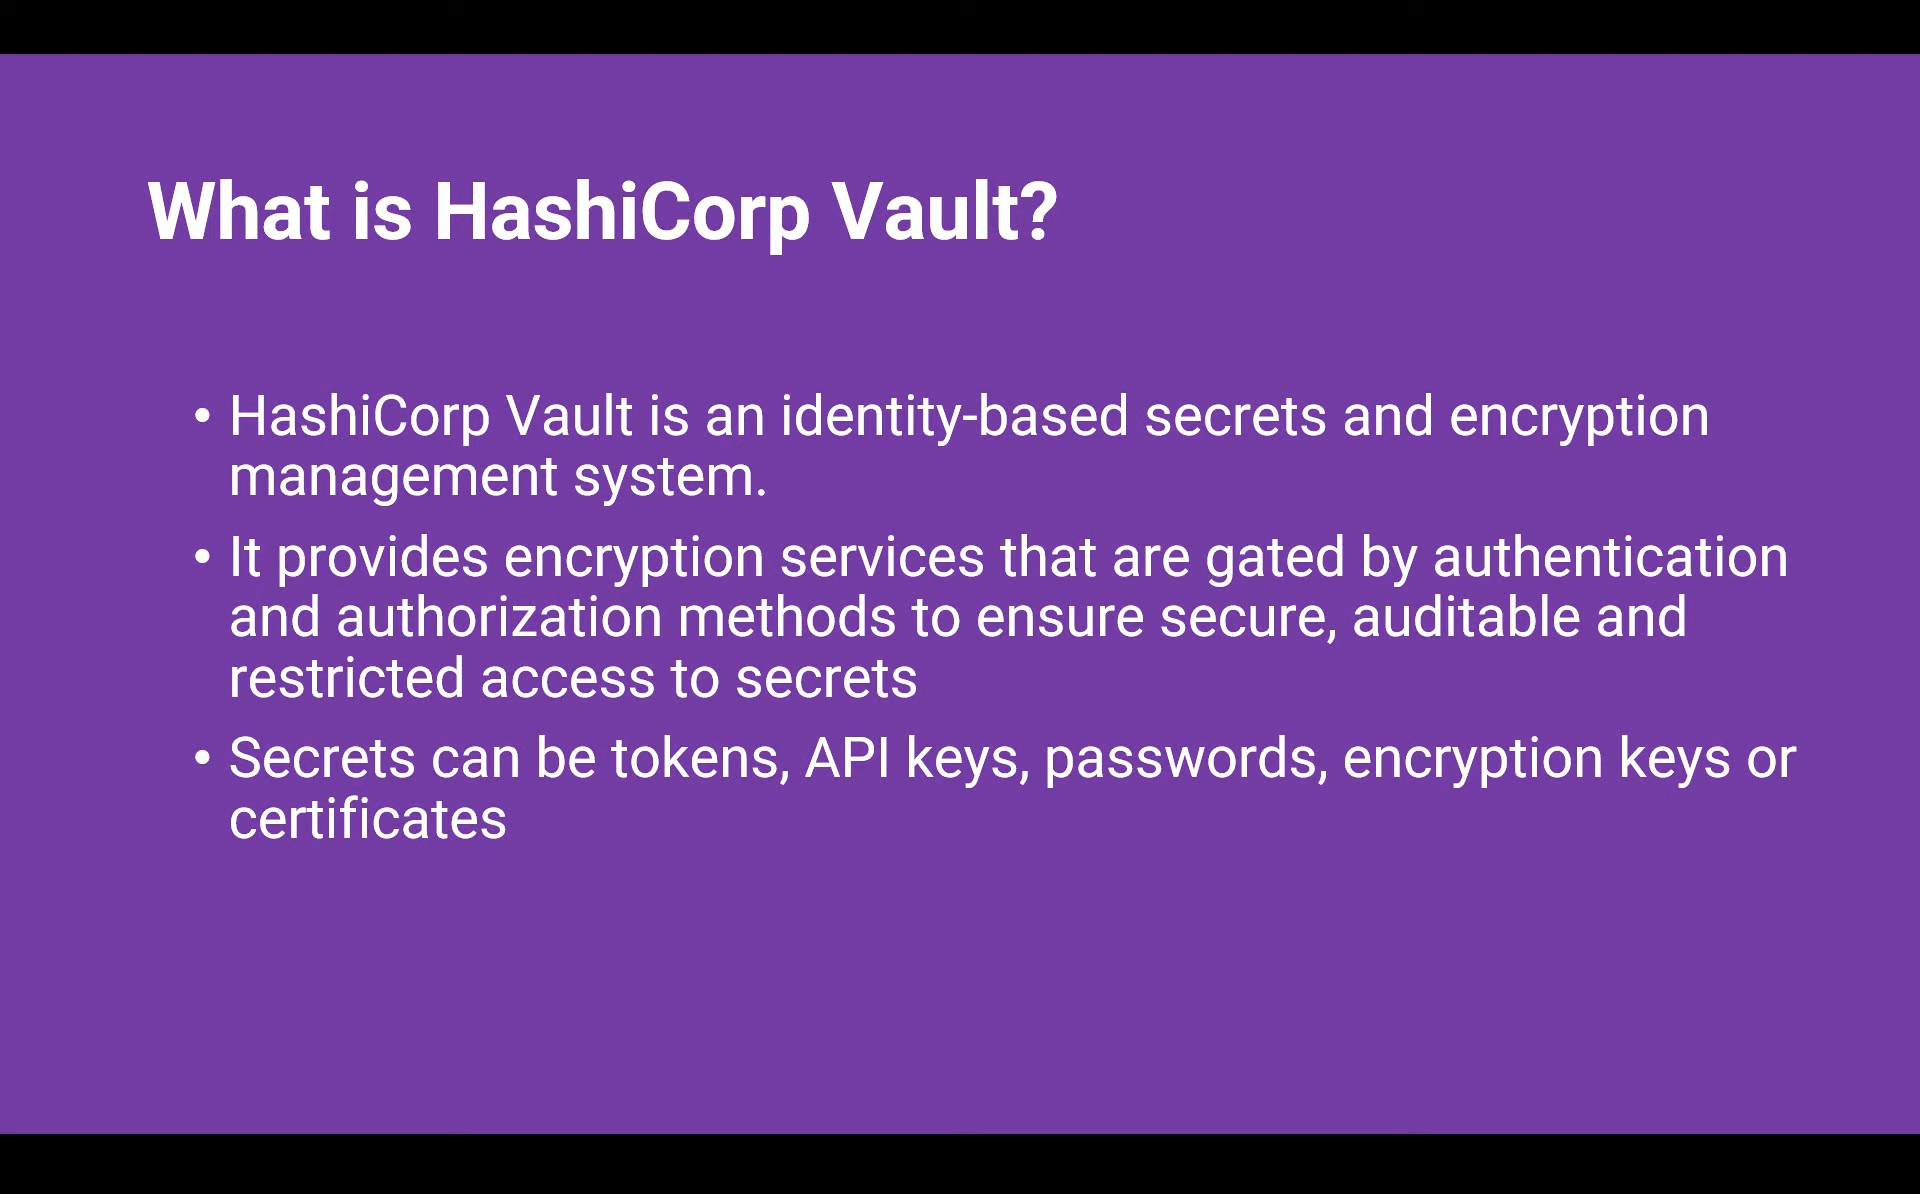 What is HashiCorp Vault?
• HashiCorp Vault is an identity-based secrets and encryption
management system.
• It provides encryption services that are gated by authentication
and authorization methods to ensure secure, auditable and
restricted access to secrets
• Secrets can be tokens, API keys, passwords, encryption keys or
certificates